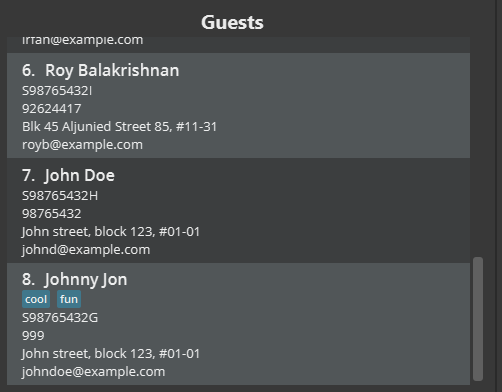 Guests
irfan@example.com
6. Roy Balakrishnan
S98765432I
92624417
Blk 45 Aljunied Street 85, #11-31
royb@example.com
7. John Doe
S98765432H
98765432
John street, block 123, #01-01
johnd@example.com
8. Johnny Jon
cool fun
S98765432G
999
John street, block 123, #01-01
johndoe@example.com